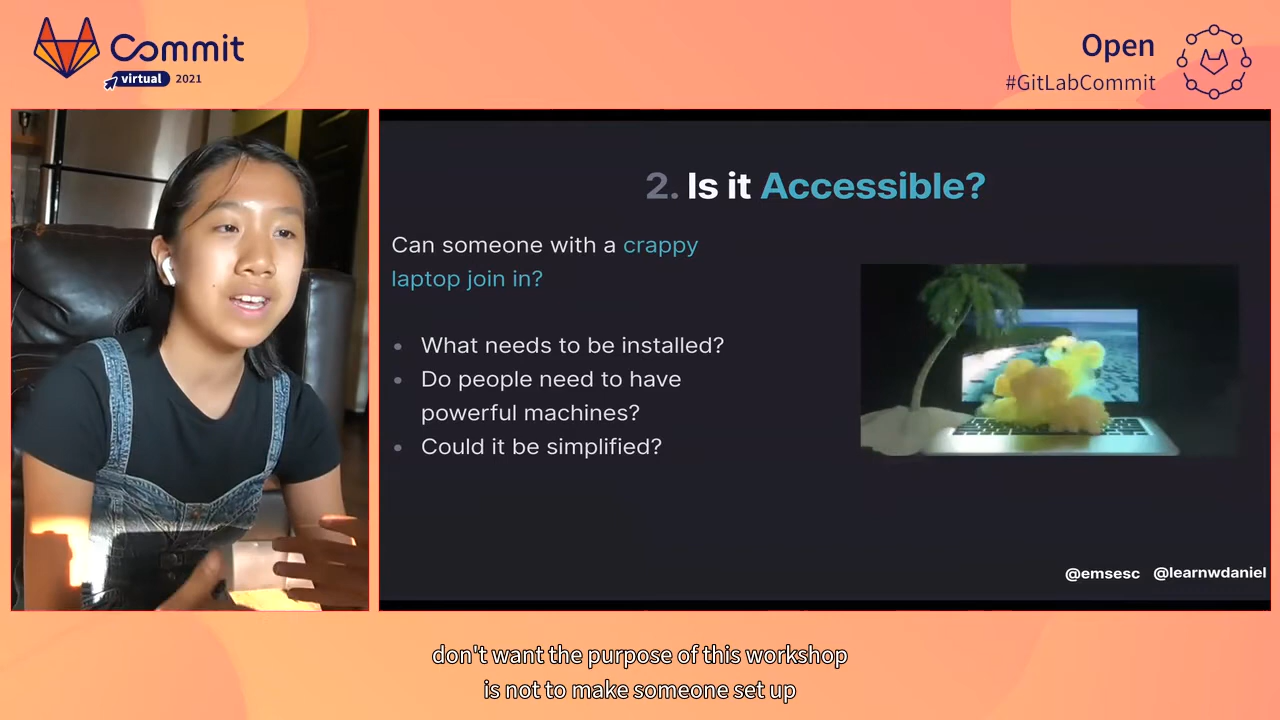 Commit
virtual 2021
Open
#GitLabCommit
2. Is it Accessible?
Can someone with a crappy
laptop join in?
• What needs to be installed?
• Do people need to have
powerful machines?
• Could it be simplified?
@emsesc @learnwdaniel
don't want the purpose of this workshop
is not to make someone set up